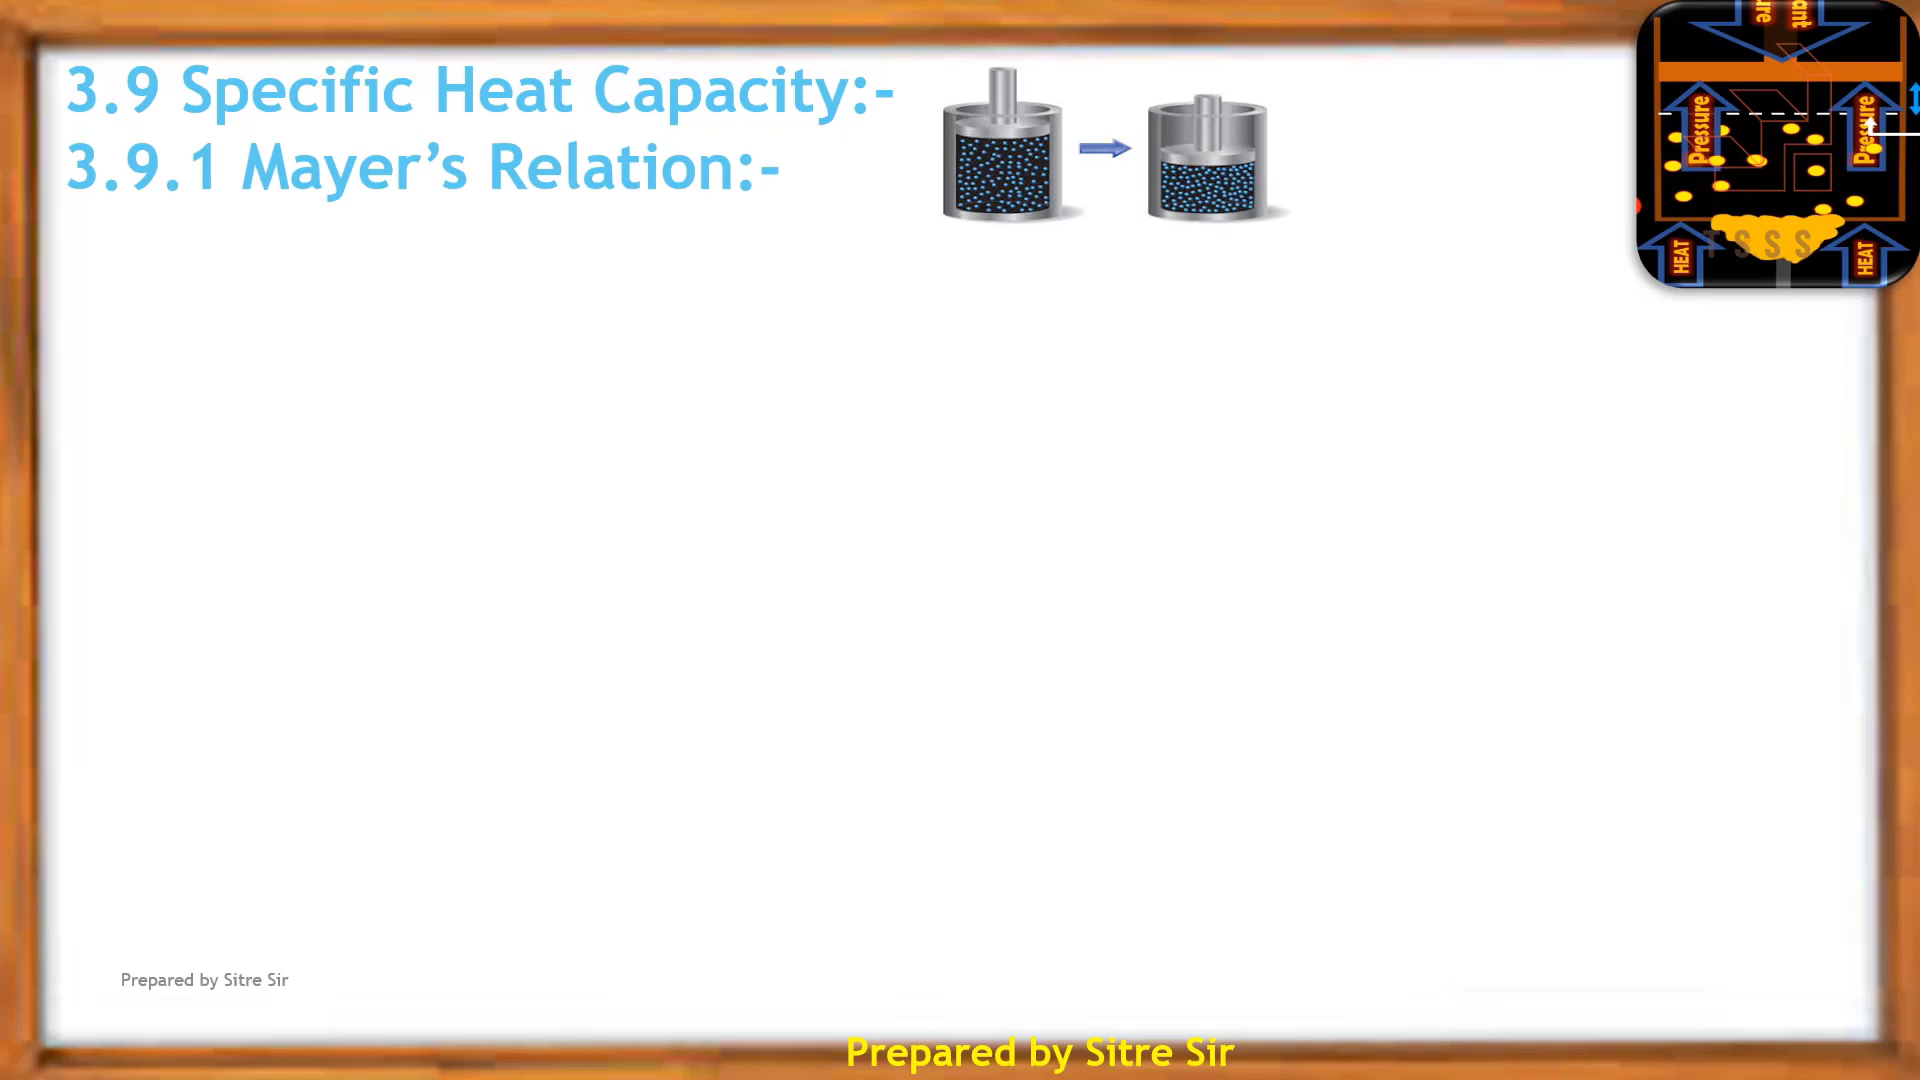 3.9 Specific Heat Capacity:-
3.9.1 Mayer’s Relation:-
Pressure
Pressure
HEAT
T S S S
HEAT
Prepared by Sitre Sir
Prepared by Sitre Sir